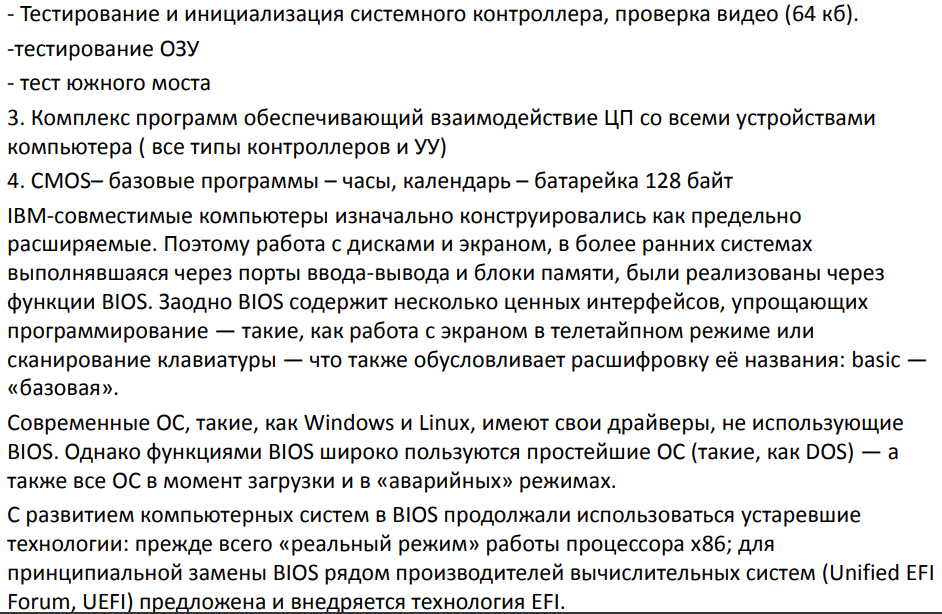 - Тестирование и инициализация системного контроллера, проверка видео (64 кб).
-тестирование ОЗУ
- тест южного моста
3. Комплекс программ обеспечивающий взаимодействие ЦП со всеми устройствами
компьютера ( все типы контроллеров и УУ)
4. CMOS– базовые программы – часы, календарь – батарейка 128 байт
IBM-совместимые компьютеры изначально конструировались как предельно
расширяемые. Поэтому работа с дисками и экраном, в более ранних системах
выполнявшаяся через порты ввода-вывода и блоки памяти, были реализованы через
функции BIOS. Заодно BIOS содержит несколько ценных интерфейсов, упрощающих
программирование — такие, как работа с экраном в телетайпном режиме или
сканирование клавиатуры — что также обусловливает расшифровку её названия: basic —
«базовая».
Современные ОС, такие, как Windows и Linux, имеют свои драйверы, не использующие
BIOS. Однако функциями BIOS широко пользуются простейшие ОС (такие, как DOS) — а
также все ОС в момент загрузки и в «аварийных» режимах.
С развитием компьютерных систем в BIOS продолжали использоваться устаревшие
технологии: прежде всего «реальный режим» работы процессора x86; для
принципиальной замены BIOS рядом производителей вычислительных систем (Unified EFI
Forum, UEFI) предложена и внедряется технология EFI.